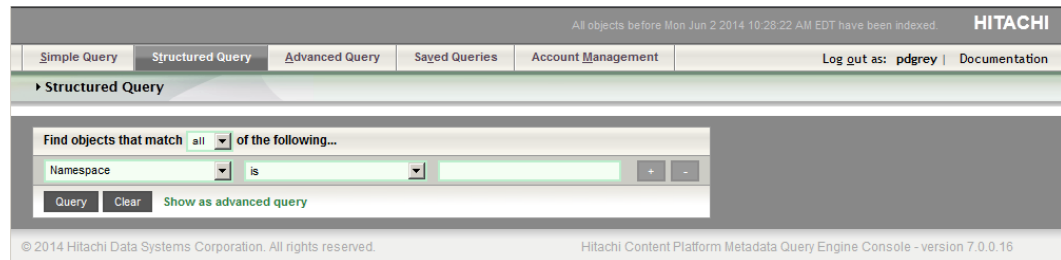 All objects before Mon Jun 2 2014 10:28:22 AM EDT have been indexed. HITACHI
Simple Query Structured Query Advanced Query Saved Queries Account Management Log out as: pdgrey | Documentation
Structured Query
Find objects that match all of the following...
Namespace is + -
Query Clear Show as advanced query
© 2014 Hitachi Data Systems Corporation. All rights reserved. Hitachi Content Platform Metadata Query Engine Console - version 7.0.0.16